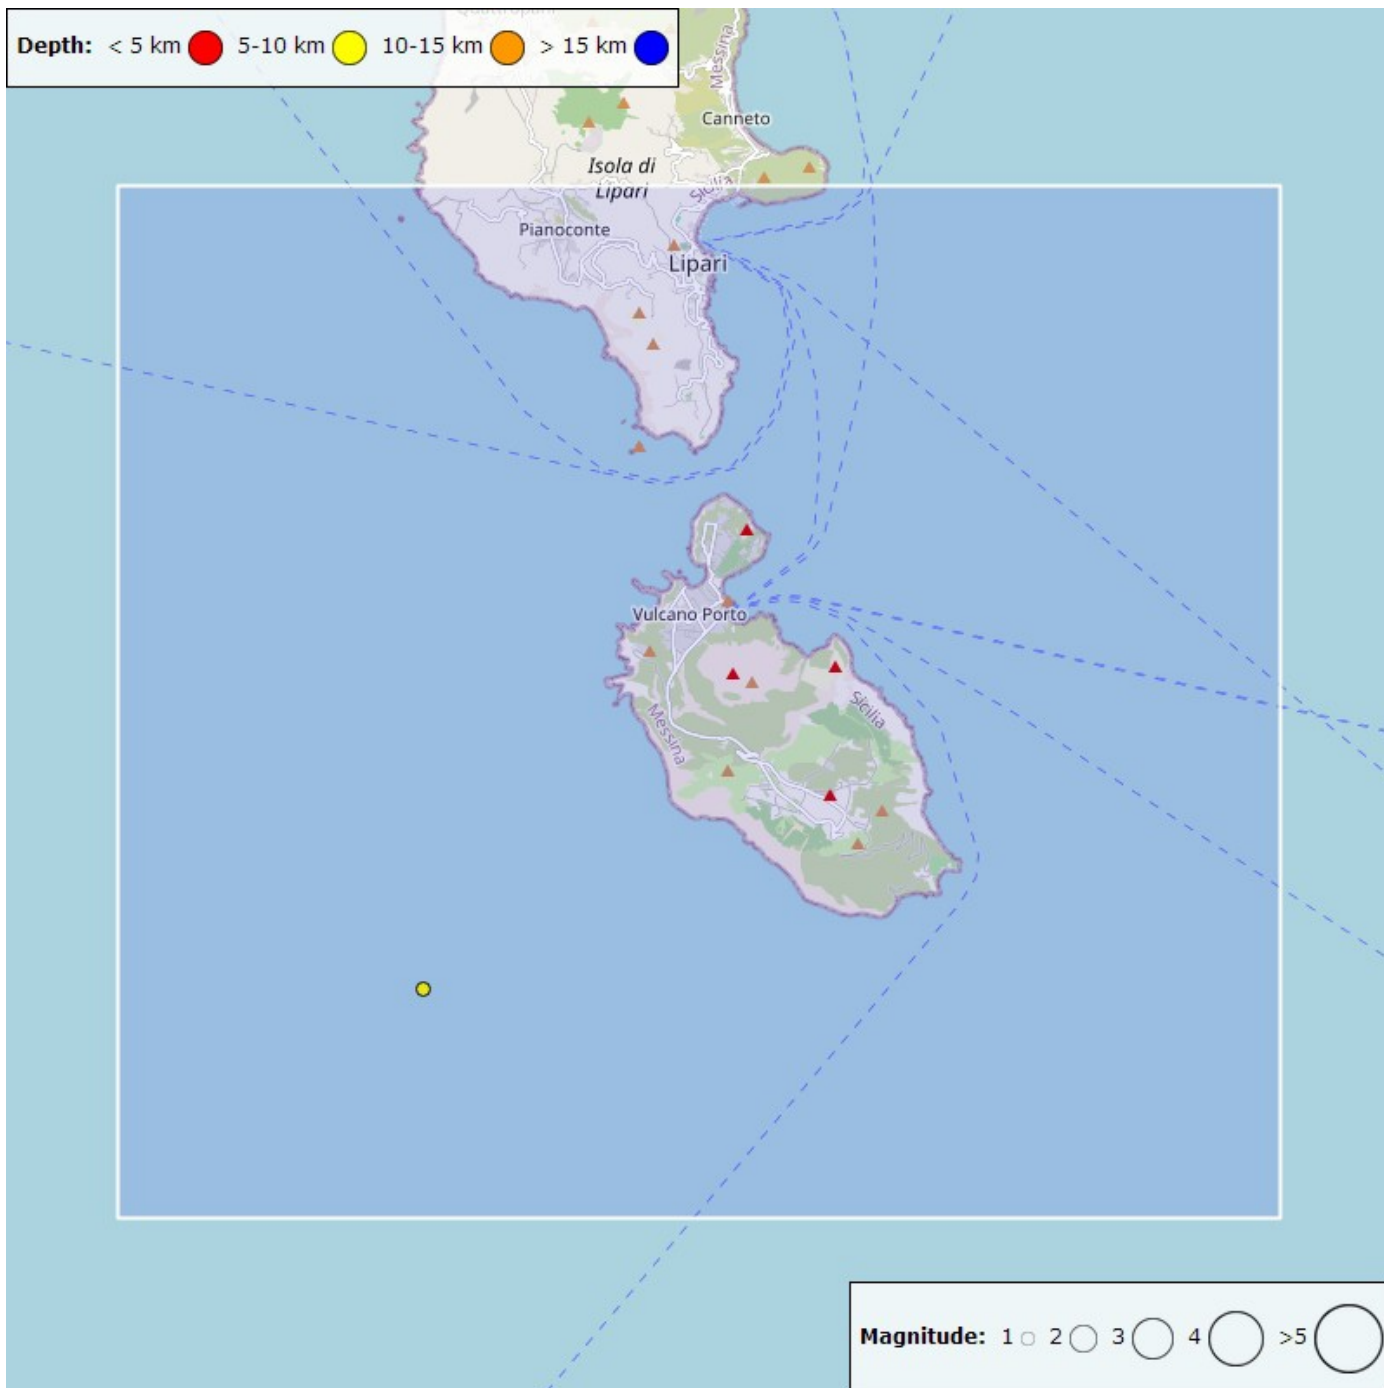 Depth: < 5 km 5-10 km 10-15 km > 15 km
Messina
Canneto
Isola di
Lipari
Sicilia
Pianoconte
Lipari
Vulcano Porto
Sicilia
Messina
Magnitude: 1 2 3 4 >5